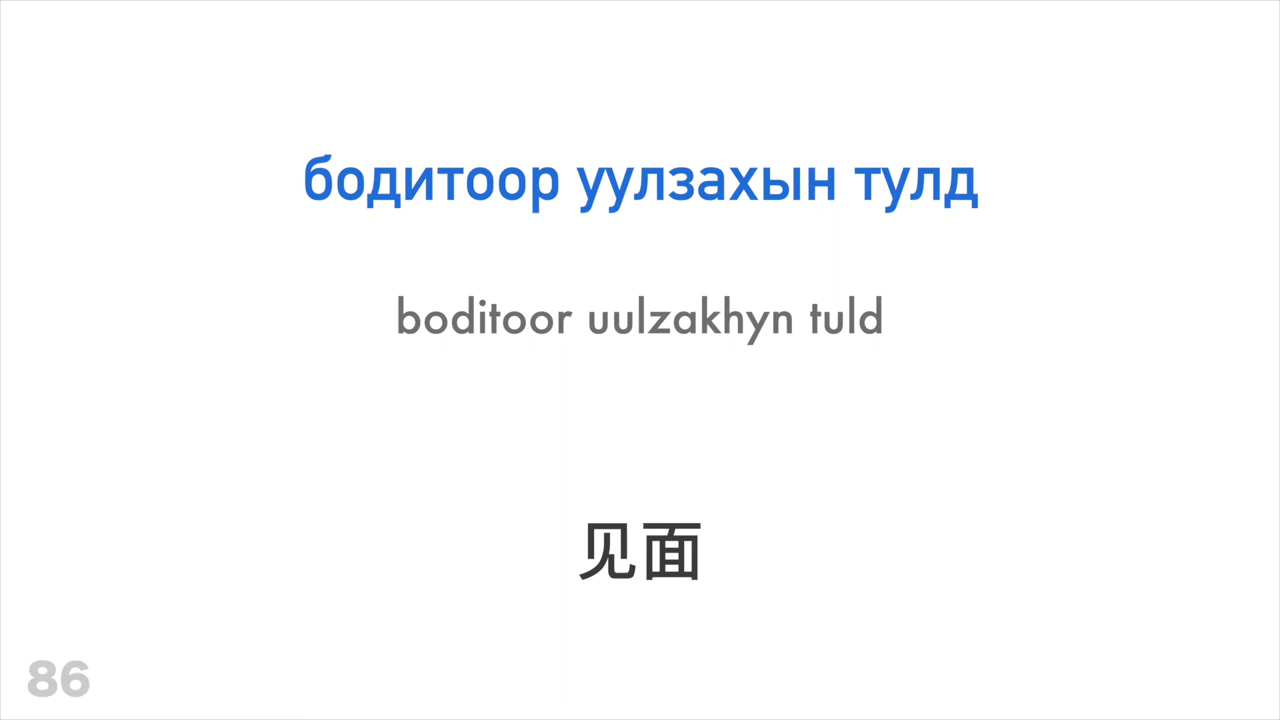 бодитоор уулзахын тулд
boditoor uulzakhyn tuld
见面
86